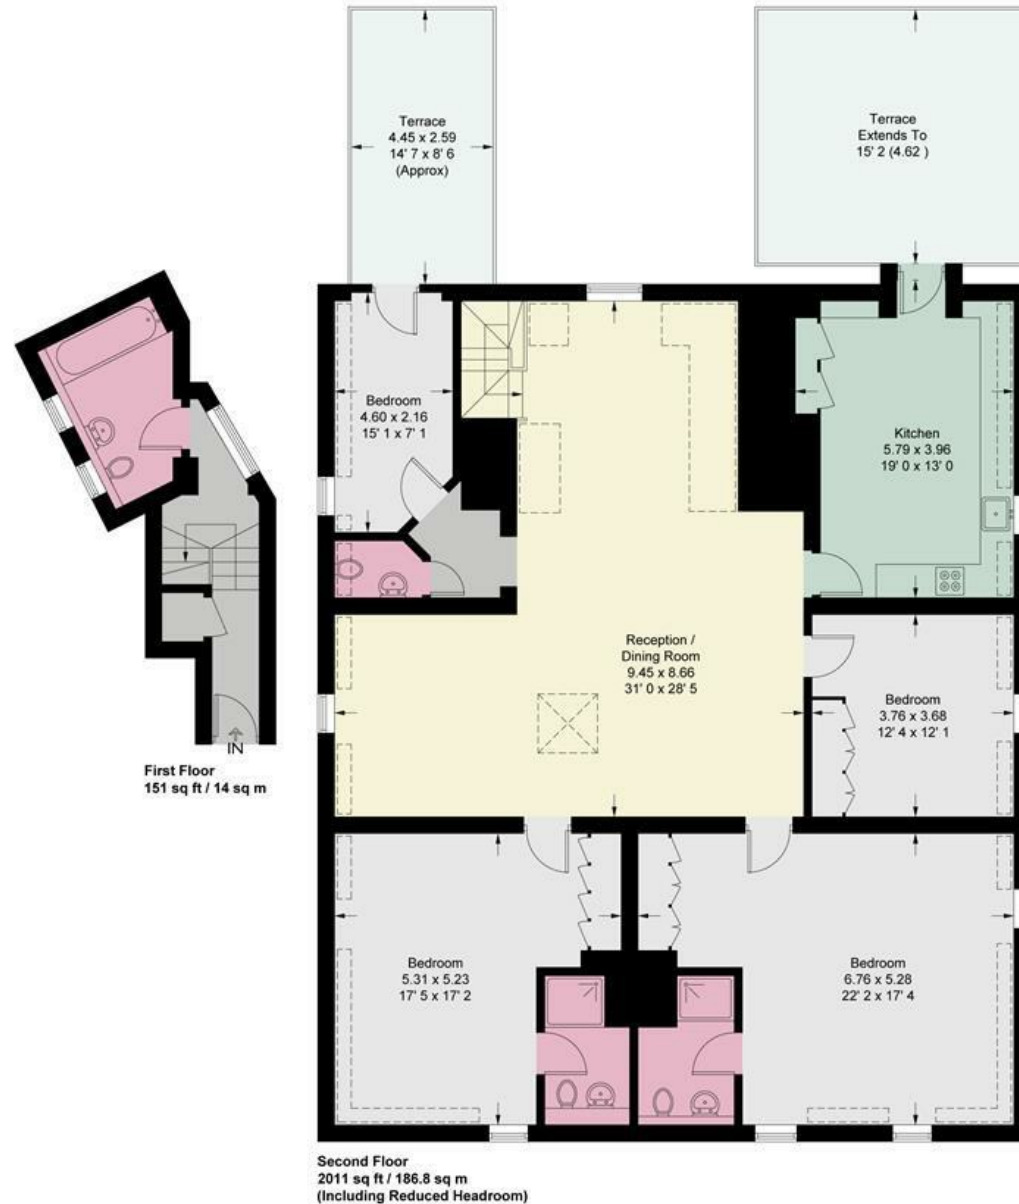 Terrace
4.45 x 2.59
14' 7 x 8' 6
(Approx)
Terrace
Extends To
15' 2 (4.62 )
Bedroom
4.60 x 2.16
15' 1 x 7' 1
Kitchen
5.79 x 3.96
19' 0 x 13' 0
Reception /
Dining Room
9.45 x 8.66
31' 0 x 28' 5
Bedroom
3.76 x 3.68
12' 4 x 12' 1
IN
First Floor
151 sq ft / 14 sq m
Bedroom
5.31 x 5.23
17' 5 x 17' 2
Bedroom
6.76 x 5.28
22' 2 x 17' 4
Second Floor
2011 sq ft / 186.8 sq m
(Including Reduced Headroom)